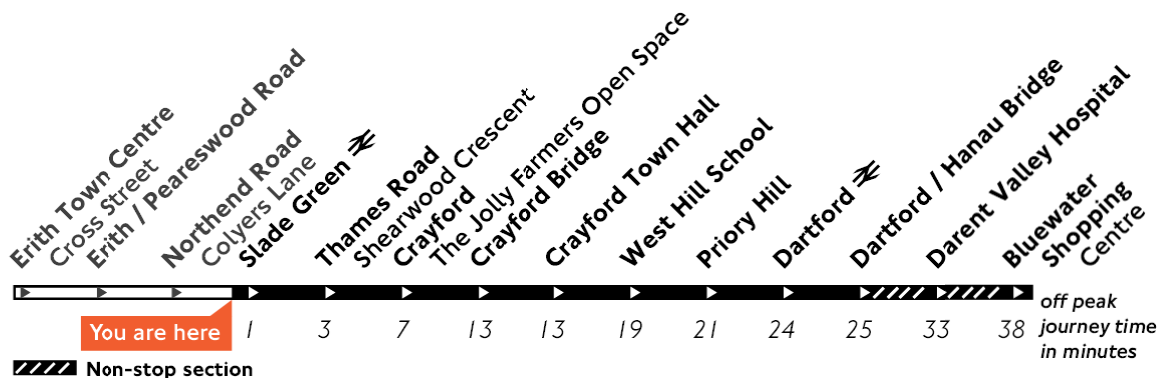 Erith Town Centre
Cross Street
Erith / Peareswood Road
Northend Road
Colyers Lane
Slade Green
Thames Road
Shearwood Crescent
Crayford
The Jolly Farmers Open Space
Crayford Bridge
Crayford Town Hall
West Hill School
Priory Hill
Dartford
Dartford / Hanau Bridge
Darent Valley Hospital
Bluewater
Shopping
Centre
You are here
1 3 7 13 13 19 21 24 25 33 38
off peak
journey time
in minutes
Non-stop section